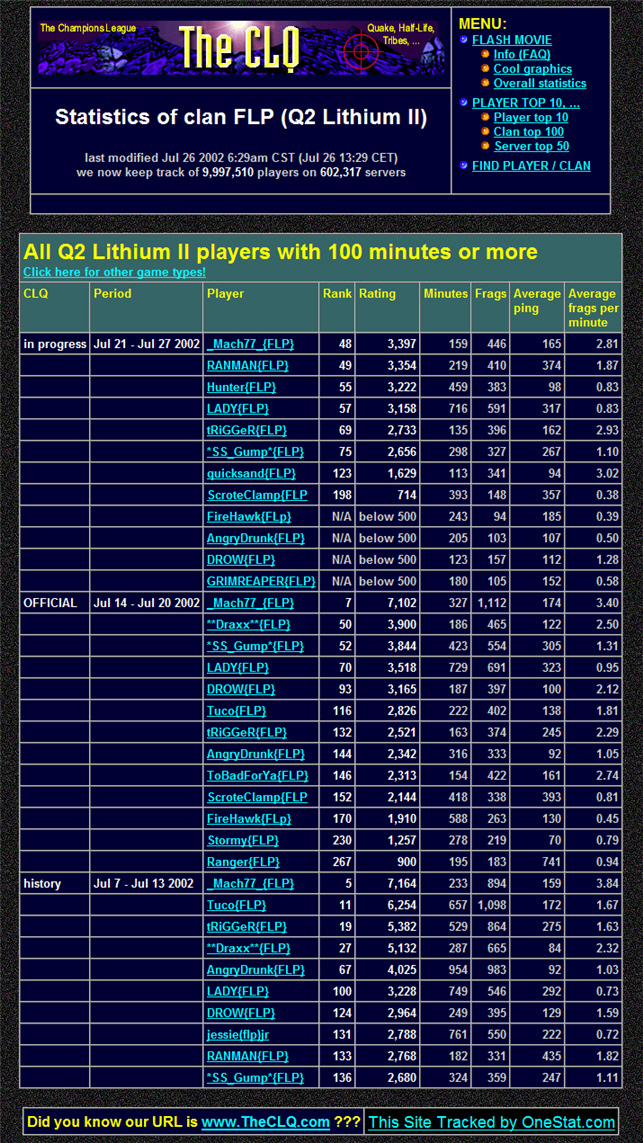 The Champions League
The CLQ
Quake, Half-Life,
Tribes, ...
Statistics of clan FLP (Q2 Lithium II)
last modified Jul 26 2002 6:29am CST (Jul 26 13:29 CET)
we now keep track of 9,997,510 players on 602,317 servers
MENU:
FLASH MOVIE
Info (FAQ)
Cool graphics
Overall statistics
PLAYER TOP 10, ...
Player top 10
Clan top 100
Server top 50
FIND PLAYER / CLAN
All Q2 Lithium II players with 100 minutes or more
Click here for other game types!
CLQ Period Player Rank Rating Minutes Frags Average ping Average frags per minute
in progress Jul 21 - Jul 27 2002 _Mach77_{FLP} 48 3,397 159 446 165 2.81
RANMAN{FLP} 49 3,354 219 410 374 1.87
Hunter{FLP} 55 3,222 459 383 98 0.83
LADY{FLP} 57 3,158 716 591 317 0.83
tRiGGeR{FLP} 69 2,733 135 396 162 2.93
*SS_Gump*{FLP} 75 2,656 298 327 267 1.10
quicksand{FLP} 123 1,629 113 341 94 3.02
ScroteClamp{FLP 198 714 393 148 357 0.38
FireHawk{FLp} N/A below 500 243 94 185 0.39
AngryDrunk{FLP} N/A below 500 205 103 107 0.50
DROW{FLP} N/A below 500 123 157 112 1.28
GRIMREAPER{FLP} N/A below 500 180 105 152 0.58
OFFICIAL Jul 14 - Jul 20 2002 _Mach77_{FLP} 7 7,102 327 1,112 174 3.40
**Draxx**{FLP} 50 3,900 186 465 122 2.50
*SS_Gump*{FLP} 52 3,844 423 554 305 1.31
LADY{FLP} 70 3,518 729 691 323 0.95
DROW{FLP} 93 3,165 187 397 100 2.12
Tuco{FLP} 116 2,826 222 402 138 1.81
tRiGGeR{FLP} 132 2,521 163 374 245 2.29
AngryDrunk{FLP} 144 2,342 316 333 92 1.05
ToBadForYa{FLP} 146 2,313 154 422 161 2.74
ScroteClamp{FLP 152 2,144 418 338 393 0.81
FireHawk{FLp} 170 1,910 588 263 130 0.45
Stormy{FLP} 230 1,257 278 219 70 0.79
Ranger{FLP} 267 900 195 183 741 0.94
history Jul 7 - Jul 13 2002 _Mach77_{FLP} 5 7,164 233 894 159 3.84
Tuco{FLP} 11 6,254 657 1,098 172 1.67
tRiGGeR{FLP} 19 5,382 529 864 275 1.63
**Draxx**{FLP} 27 5,132 287 665 84 2.32
AngryDrunk{FLP} 67 4,025 954 983 92 1.03
LADY{FLP} 100 3,228 749 546 292 0.73
DROW{FLP} 124 2,964 249 395 129 1.59
jessie(flp)jr 131 2,788 761 550 222 0.72
RANMAN{FLP} 133 2,768 182 331 435 1.82
*SS_Gump*{FLP} 136 2,680 324 359 247 1.11
Did you know our URL is www.TheCLQ.com ??? This Site Tracked by OneStat.com